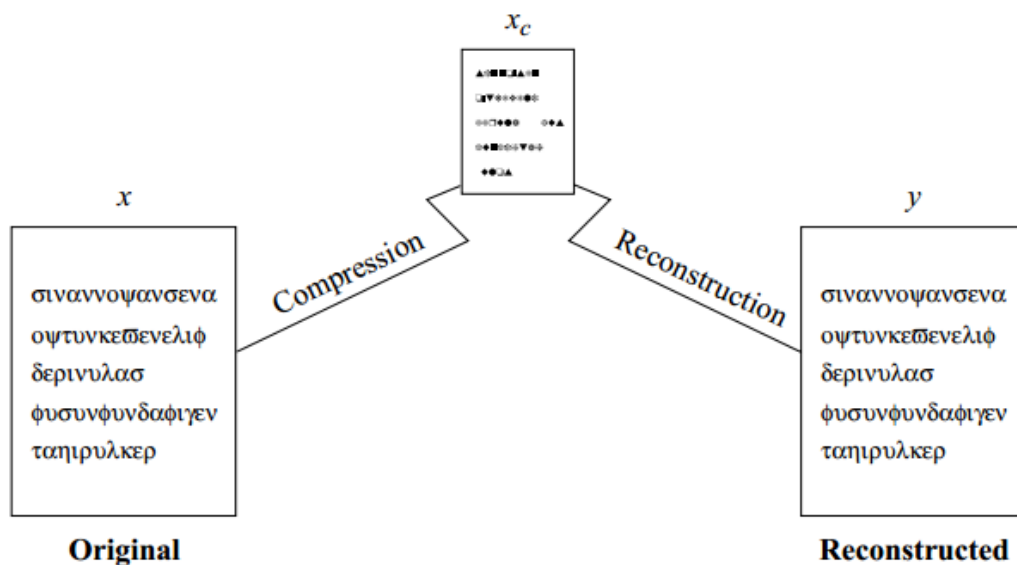 x_c
x
y
Compression
Reconstruction
σιναννοψανσενα
οψτυνκεϖενελιφ
δερινυλασ
φυσυνφυνδαφιγεν
ταηιρυλκερ
σιναννοψανσενα
οψτυνκεϖενελιφ
δερινυλασ
φυσυνφυνδαφιγεν
ταηιρυλκερ
Original
Reconstructed